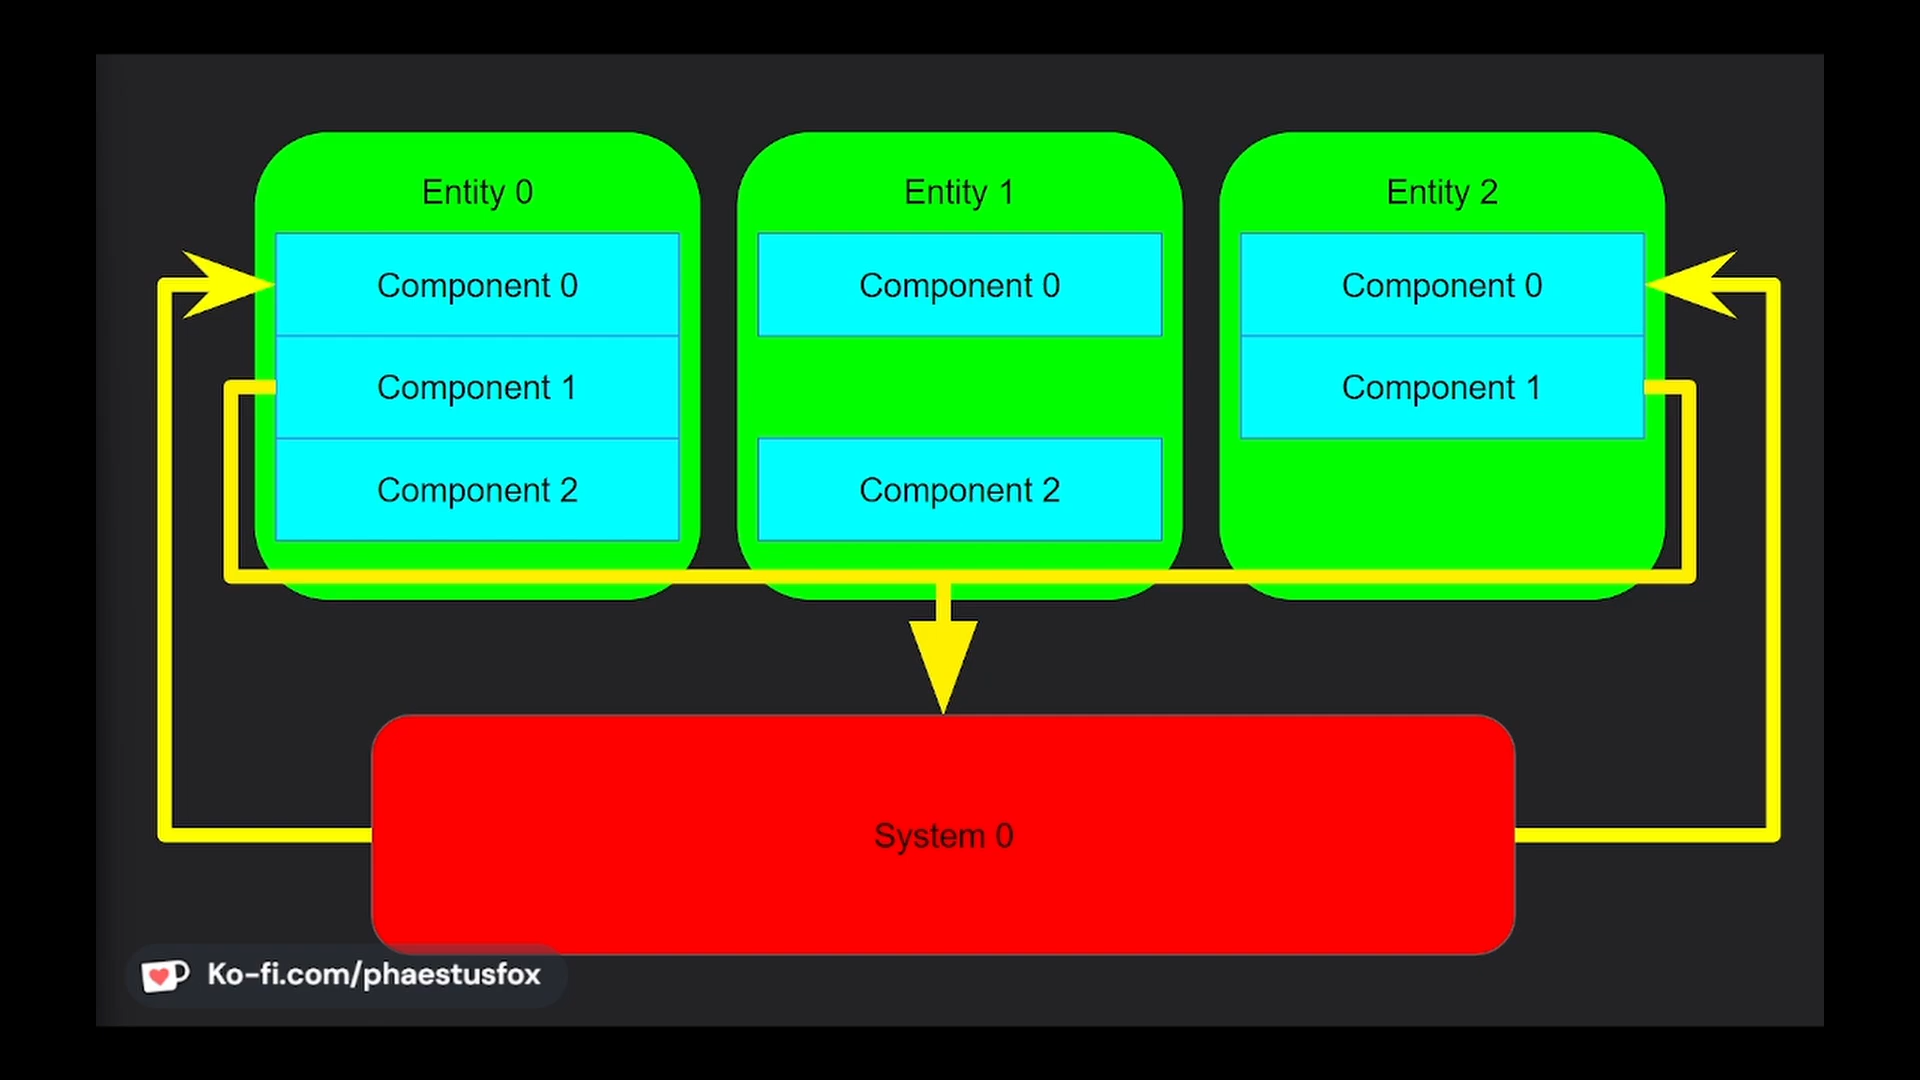 Entity 0
Component 0
Component 1
Component 2
Entity 1
Component 0
Component 2
Entity 2
Component 0
Component 1
System 0
Ko-fi.com/phaestusfox